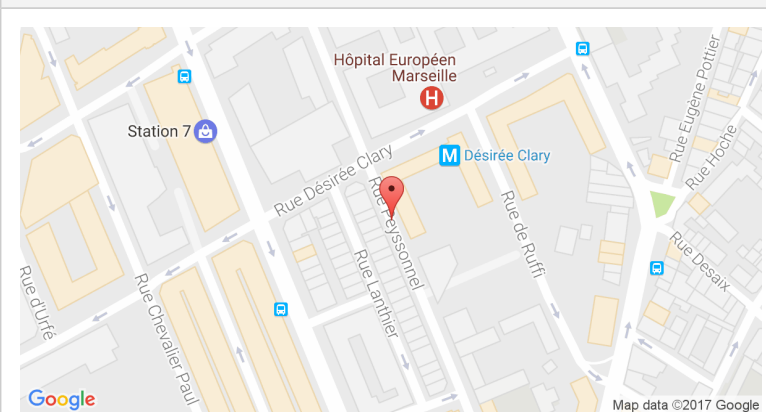 Hôpital Européen
Marseille
H
Station 7
M Désirée Clary
Rue Désirée Clary
Rue Peyssonnel
Rue de Ruffi
Rue Eugène Pottier
Rue Hoche
Rue Desaix
Rue Lanthier
Rue Chevalier Paul
Rue d'Urfé
Google
Map data ©2017 Google